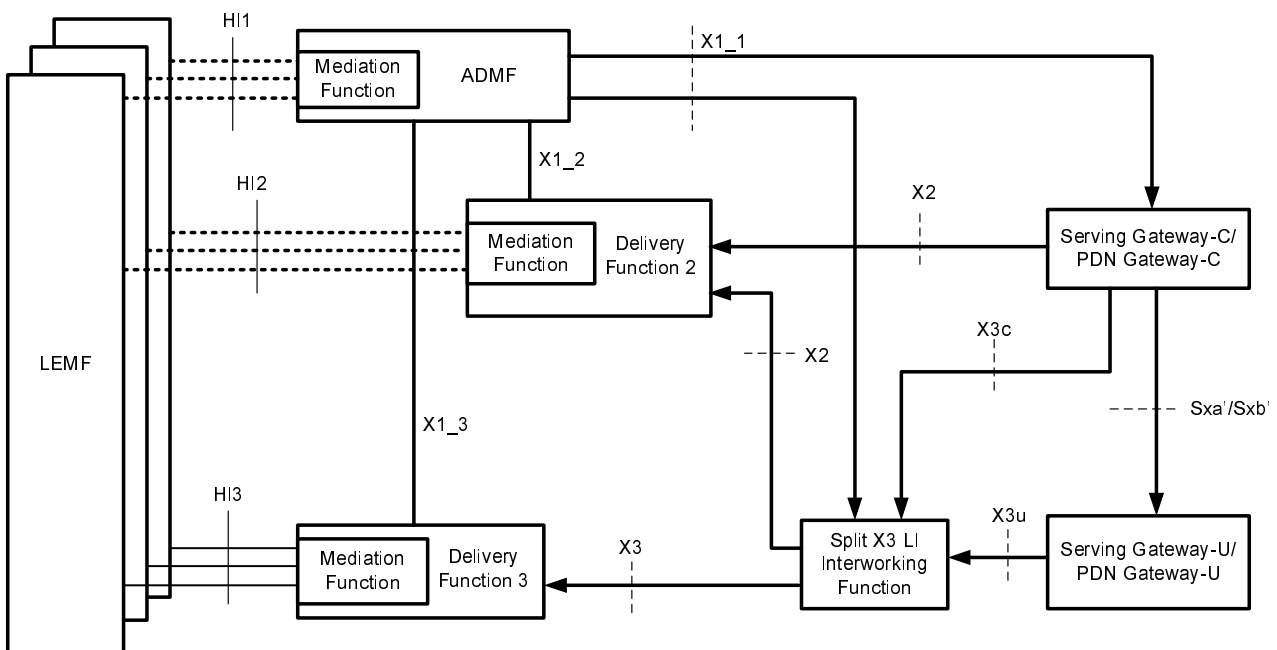 HI1
Mediation
Function
ADMF
X1_1
X1_2
HI2
Mediation
Function
Delivery
Function 2
X2
Serving Gateway-C/
PDN Gateway-C
X3c
X2
LEMF
Sxa'/Sxb'
X1_3
HI3
Mediation
Function
Delivery
Function 3
X3
Split X3 LI
Interworking
Function
X3u
Serving Gateway-U/
PDN Gateway-U